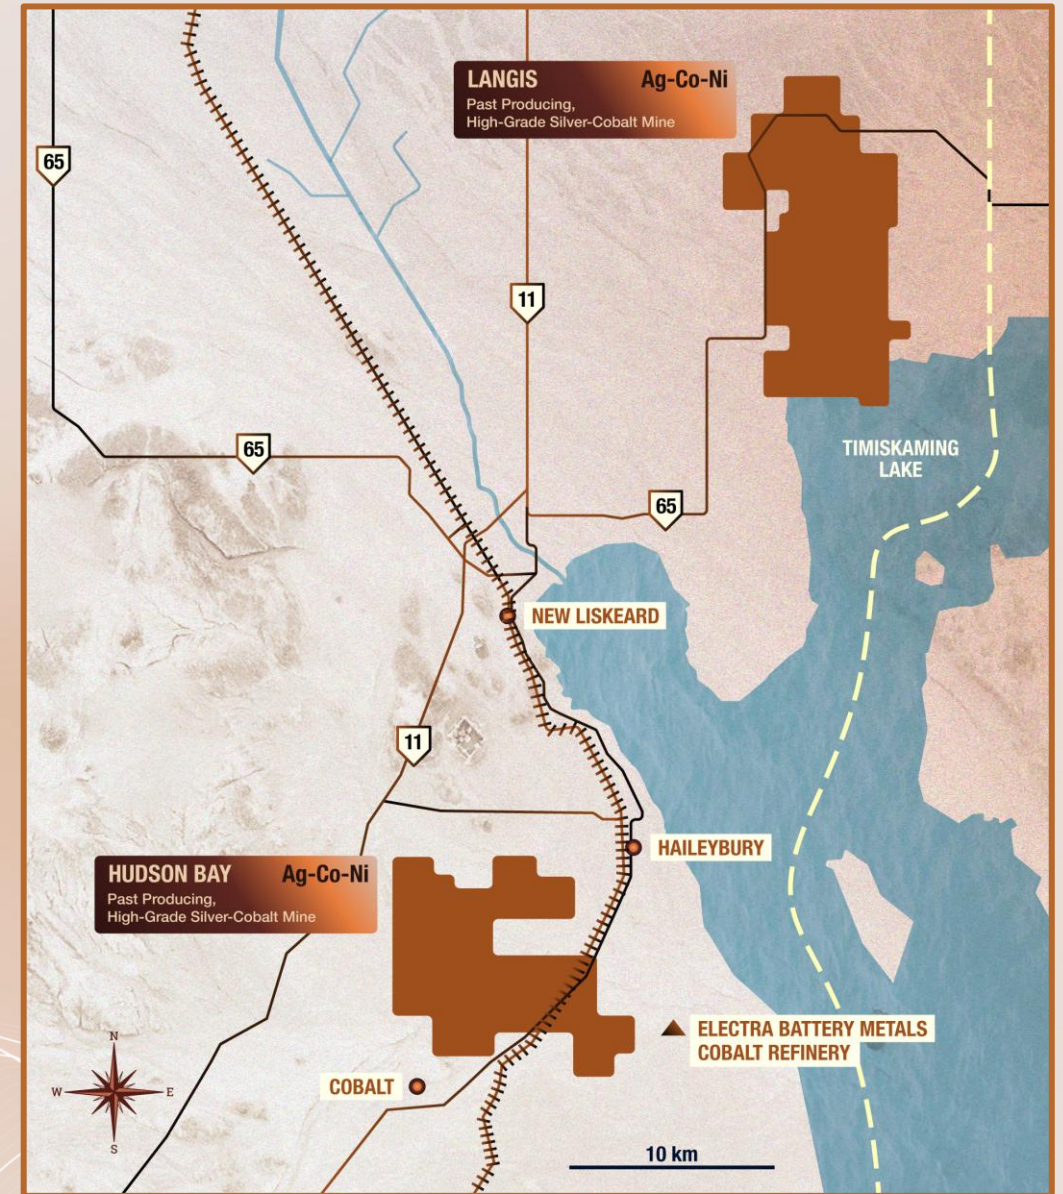 LANGIS Ag-Co-Ni
Past Producing,
High-Grade Silver-Cobalt Mine
65
11
65
TIMISKAMING
LAKE
65
NEW LISKEARD
11
HAILEYBURY
HUDSON BAY Ag-Co-Ni
Past Producing,
High-Grade Silver-Cobalt Mine
ELECTRA BATTERY METALS
COBALT REFINERY
N
W E
S
COBALT
10 km